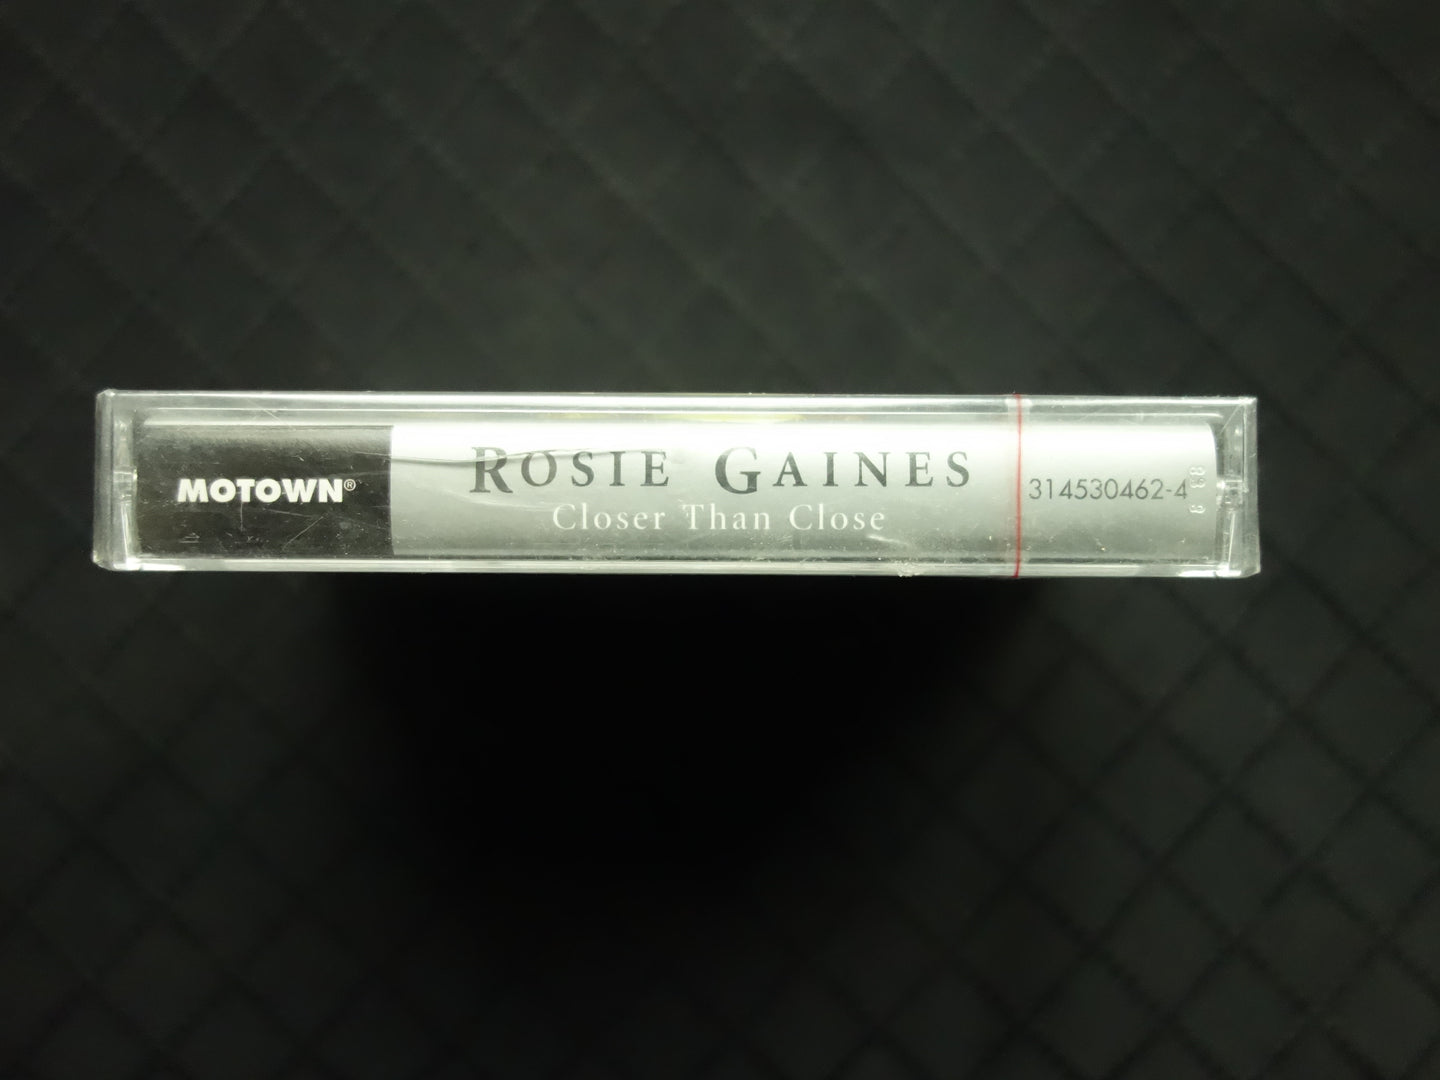 MOTOWN®
ROSIE GAINES
Closer Than Close
314530462-4